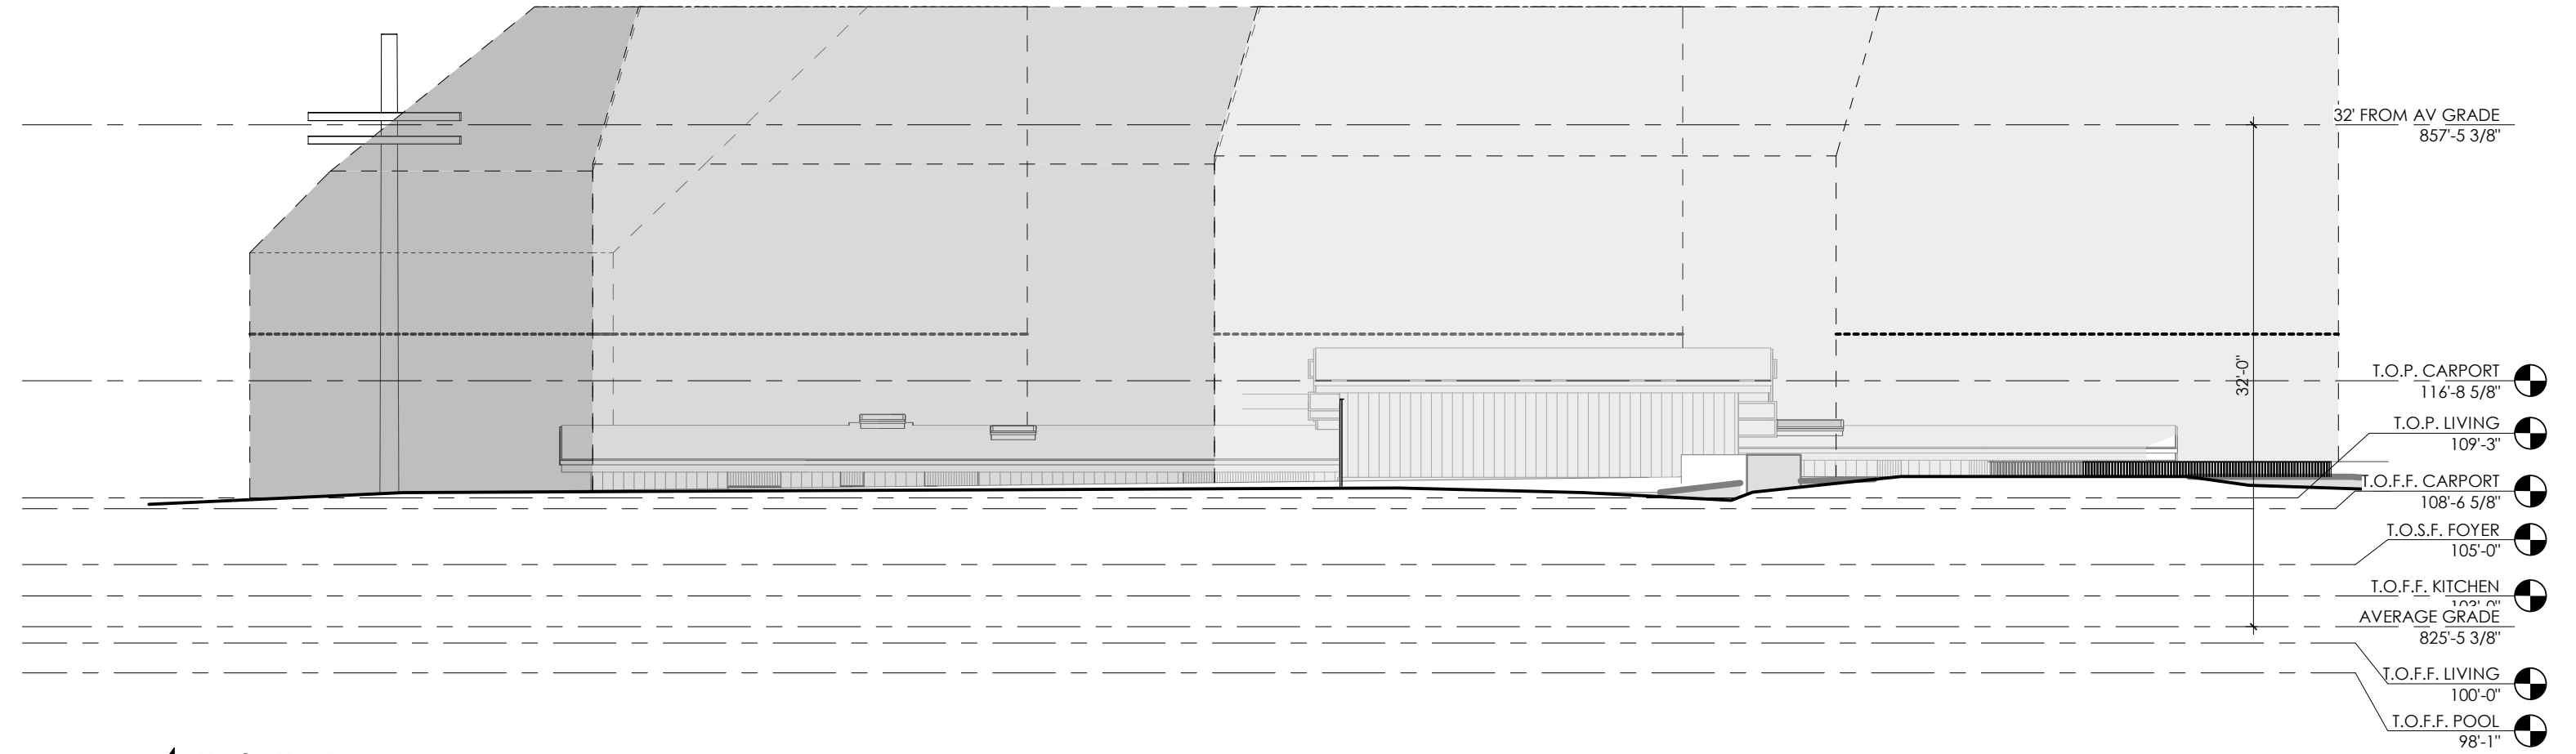 32' FROM AV GRADE
857'-5 3/8"
32'-0"
T.O.P. CARPORT
116'-8 5/8"
T.O.P. LIVING
109'-3"
T.O.F.F. CARPORT
108'-6 5/8"
T.O.S.F. FOYER
105'-0"
T.O.F.F. KITCHEN
103'-0"
AVERAGE GRADE
825'-5 3/8"
T.O.F.F. LIVING
100'-0"
T.O.F.F. POOL
98'-1"